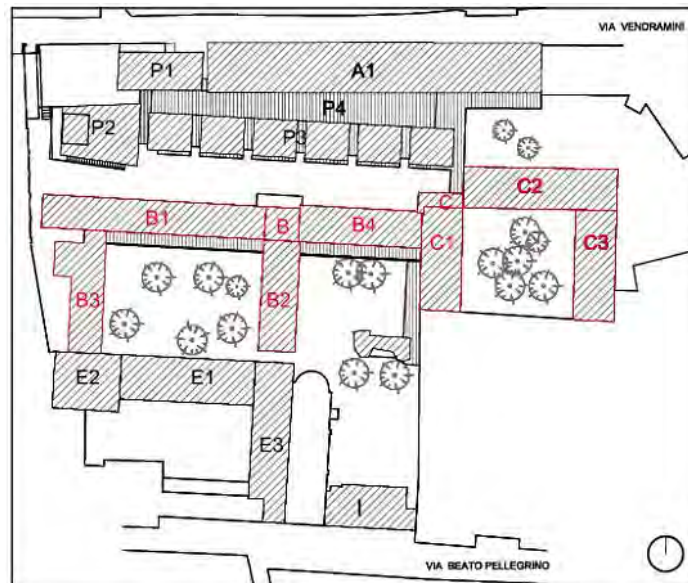 VIA VENDRAMINI
P1
A1
P4
P2
P3
C2
B1
B
B4
C
C1
C3
B3
B2
E2
E1
E3
I
VIA BEATO PELLEGRINO